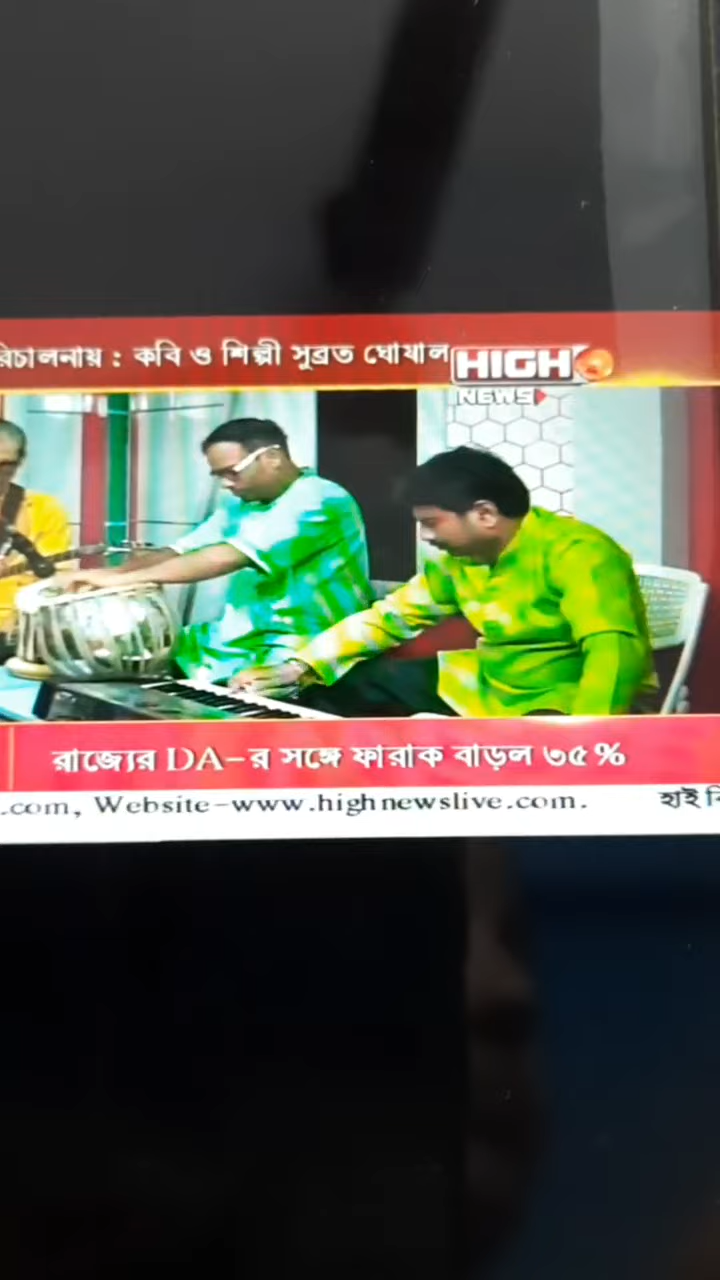 রিচালনায় : কবি ও শিল্পী সুব্রত ঘোষাল
HIGH
NEWS
রাজ্যের DA-র সঙ্গে ফারাক বাড়ল ৩৫%
.com, Website-www.highnewslive.com. হাই